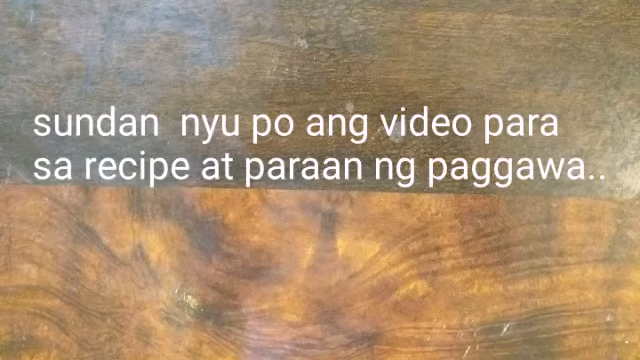 sundan  nyu po ang video para
sa recipe at paraan ng paggawa..